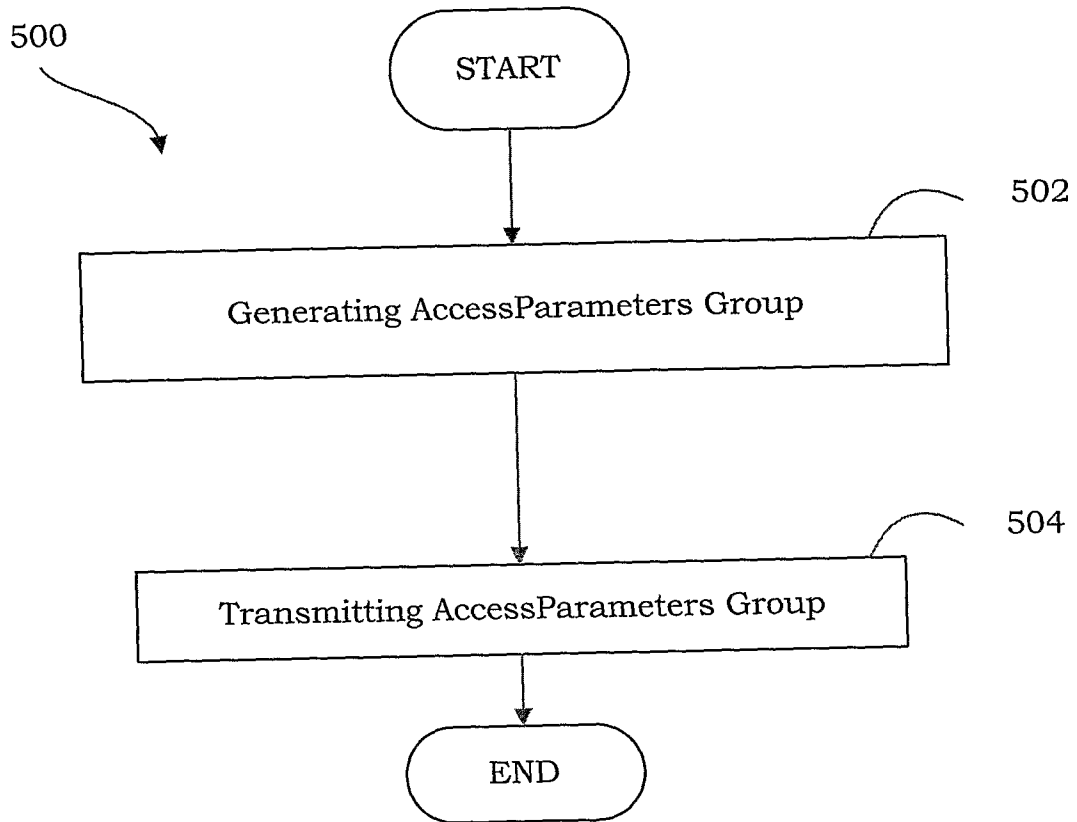 500
START
502
Generating AccessParameters Group
504
Transmitting AccessParameters Group
END